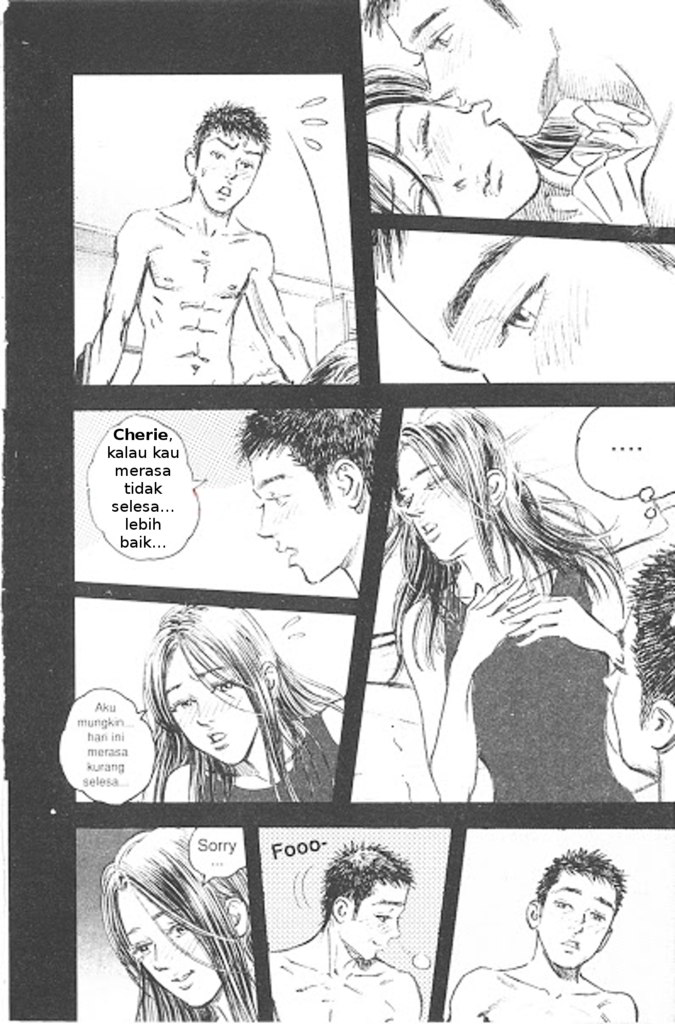 ....
Cherie,
kalau kau
merasa
tidak
selesa...
lebih
baik...
Aku
mungkin...
hari ini
merasa
kurang
selesa...
Sorry
...
Fooo-